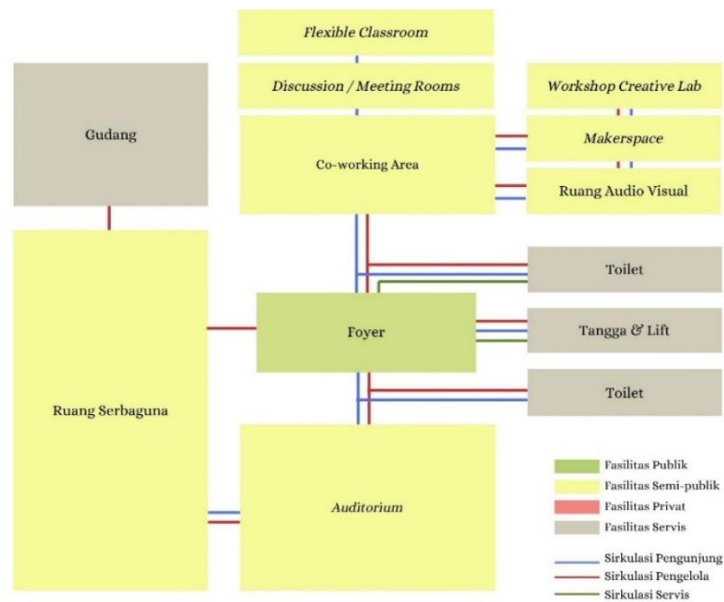 Flexible Classroom
Discussion / Meeting Rooms
Workshop Creative Lab
Gudang
Co-working Area
Makerspace
Ruang Audio Visual
Toilet
Foyer
Tangga & Lift
Ruang Serbaguna
Toilet
Auditorium
Fasilitas Publik
Fasilitas Semi-publik
Fasilitas Privat
Fasilitas Servis
Sirkulasi Pengunjung
Sirkulasi Pengelola
Sirkulasi Servis